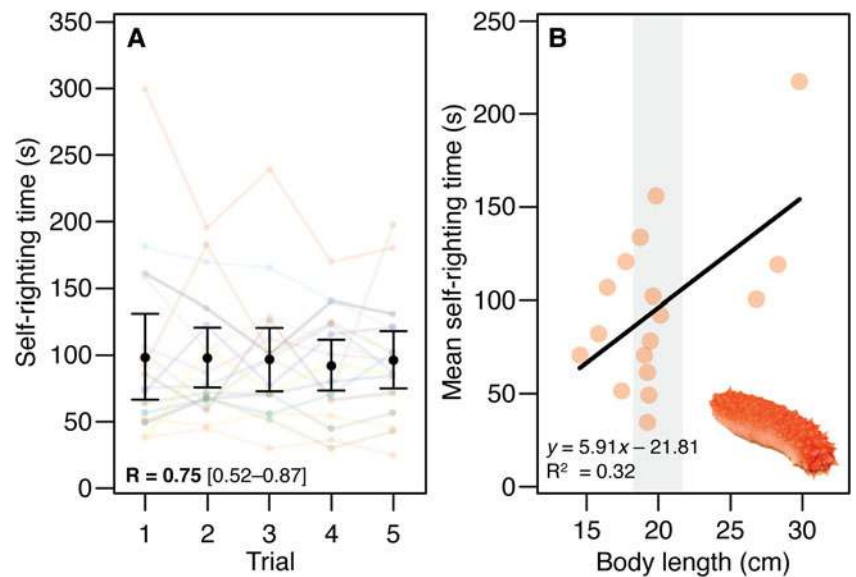 A
350
300
250
200
150
100
50
0
Self-righting time (s)
R = 0.75 [0.52–0.87]
1 2 3 4 5
Trial
B
250
200
150
100
50
0
Mean self-righting time (s)
y = 5.91x – 21.81
R² = 0.32
15 20 25 30
Body length (cm)